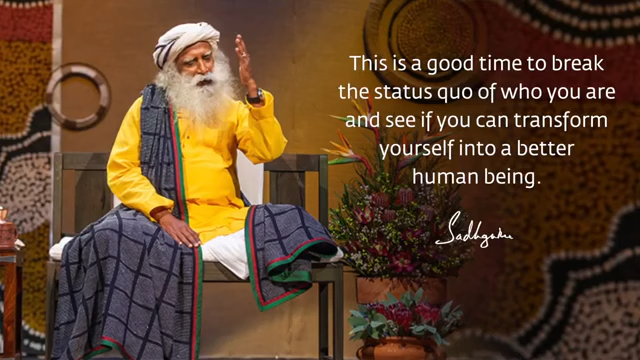 This is a good time to break
the status quo of who you are
and see if you can transform
yourself into a better
human being.
Sadhguru